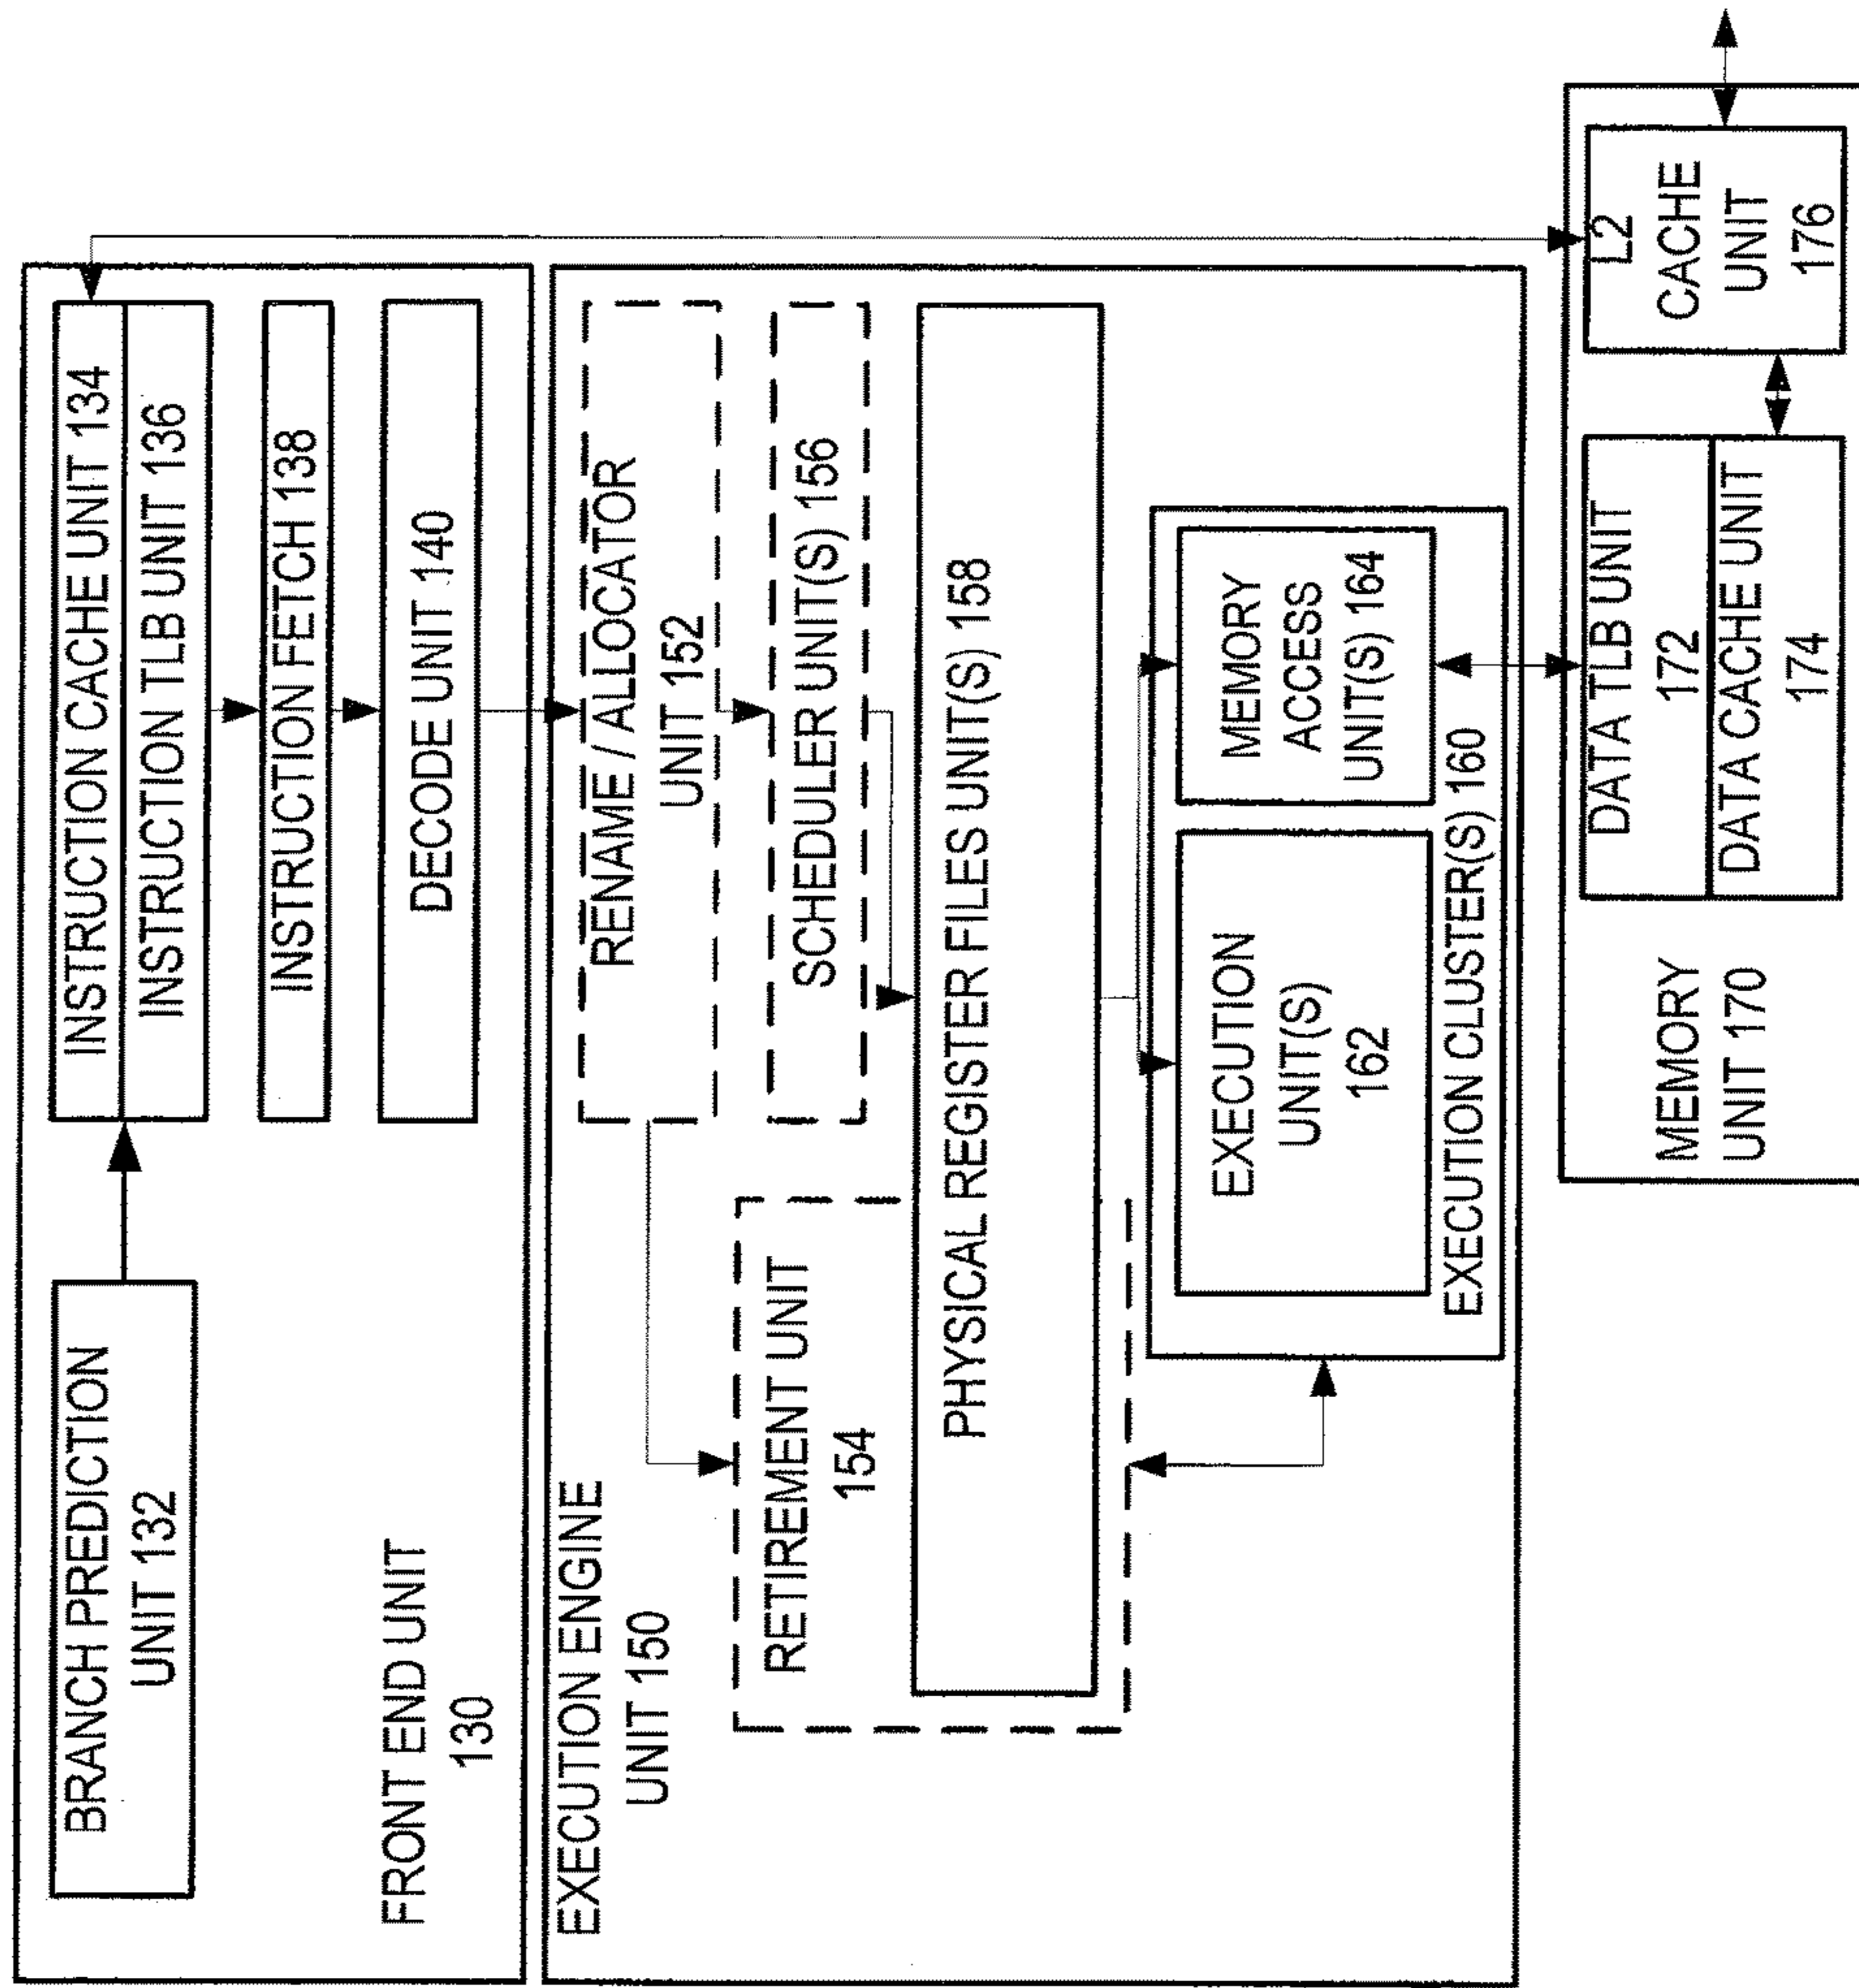 BRANCH PREDICTION
UNIT 132
INSTRUCTION CACHE UNIT 134
INSTRUCTION TLB UNIT 136
INSTRUCTION FETCH 138
DECODE UNIT 140
FRONT END UNIT
130
EXECUTION ENGINE
UNIT 150
RENAME / ALLOCATOR
UNIT 152
RETIREMENT UNIT
154
SCHEDULER UNIT(S) 156
PHYSICAL REGISTER FILES UNIT(S) 158
EXECUTION
UNIT(S)
162
MEMORY
ACCESS
UNIT(S) 164
EXECUTION CLUSTER(S) 160
MEMORY
UNIT 170
DATA TLB UNIT
172
DATA CACHE UNIT
174
L2
CACHE
UNIT
176